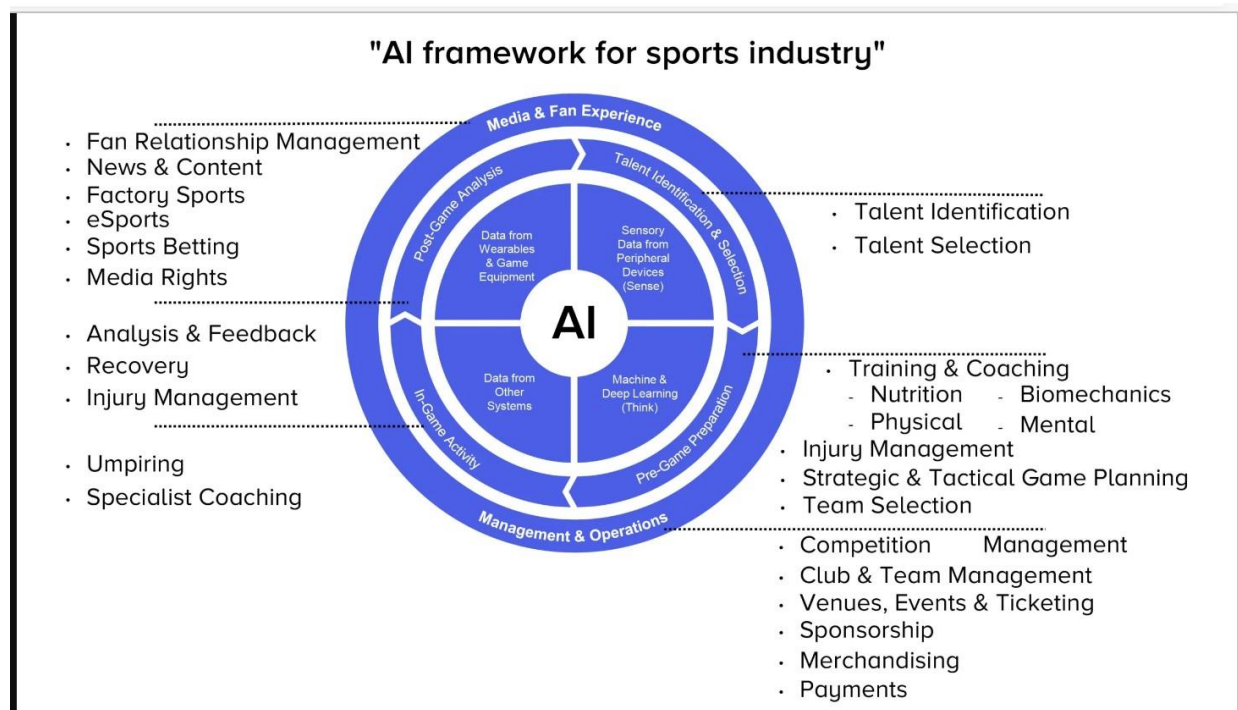 "AI framework for sports industry"
Media & Fan Experience
· Fan Relationship Management
· News & Content
· Factory Sports
· eSports
· Sports Betting
· Media Rights
Post-Game Analysis
· Analysis & Feedback
· Recovery
· Injury Management
In-Game Activity
· Umpiring
· Specialist Coaching
Data from
Wearables
& Game
Equipment
Sensory
Data from
Peripheral
Devices
(Sense)
AI
Data from
Other
Systems
Machine &
Deep Learning
(Think)
Talent Identification & Selection
· Talent Identification
· Talent Selection
Pre-Game Preparation
· Training & Coaching
- Nutrition - Biomechanics
- Physical - Mental
· Injury Management
· Strategic & Tactical Game Planning
· Team Selection
Management & Operations
· Competition Management
· Club & Team Management
· Venues, Events & Ticketing
· Sponsorship
· Merchandising
· Payments